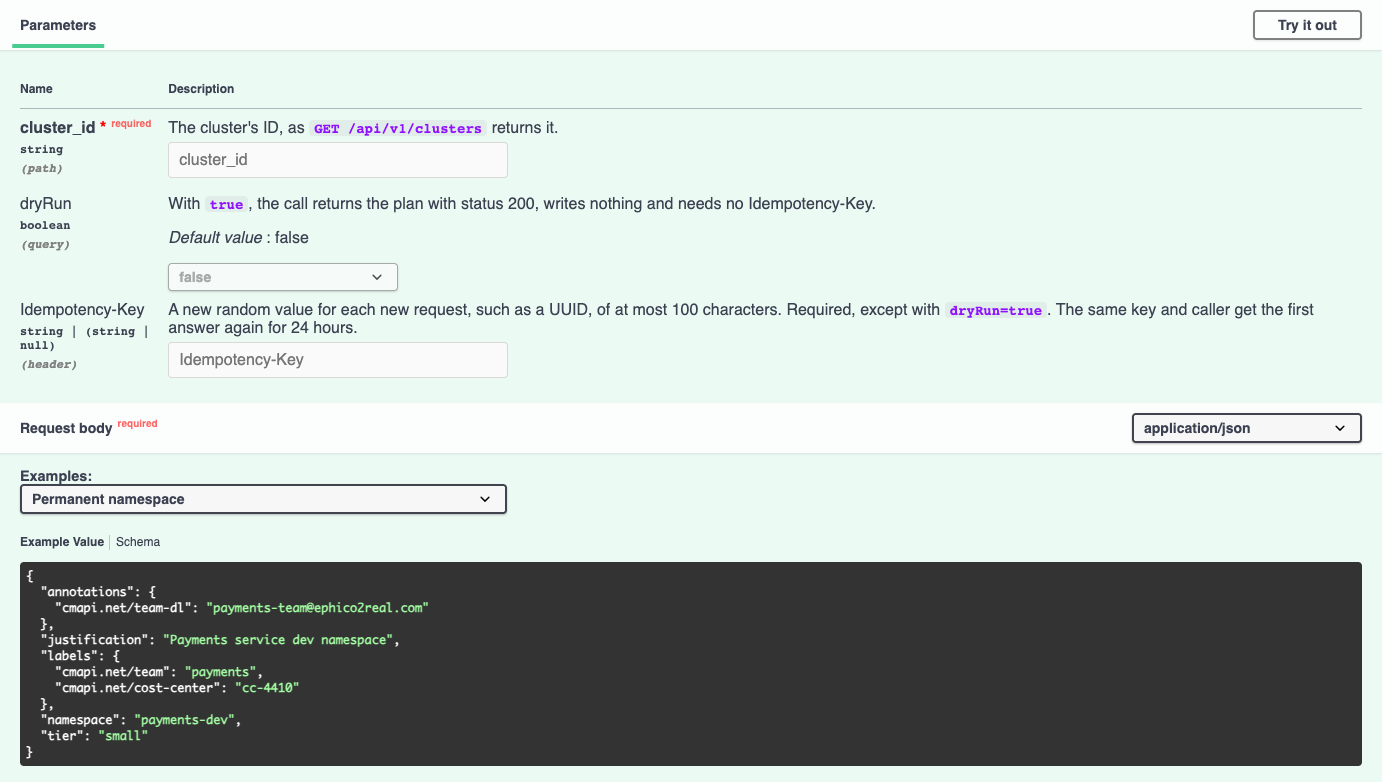 Parameters
Try it out
Name Description
cluster_id * required
string
(path)
The cluster's ID, as GET /api/v1/clusters returns it.
cluster_id
dryRun
boolean
(query)
With true, the call returns the plan with status 200, writes nothing and needs no Idempotency-Key.
Default value : false
false
Idempotency-Key
string | (string |
null)
(header)
A new random value for each new request, such as a UUID, of at most 100 characters. Required, except with dryRun=true. The same key and caller get the first
answer again for 24 hours.
Idempotency-Key
Request body required
application/json
Examples:
Permanent namespace
Example Value | Schema
{
  "annotations": {
    "cmapi.net/team-dl": "payments-team@ephico2real.com"
  },
  "justification": "Payments service dev namespace",
  "labels": {
    "cmapi.net/team": "payments",
    "cmapi.net/cost-center": "cc-4410"
  },
  "namespace": "payments-dev",
  "tier": "small"
}